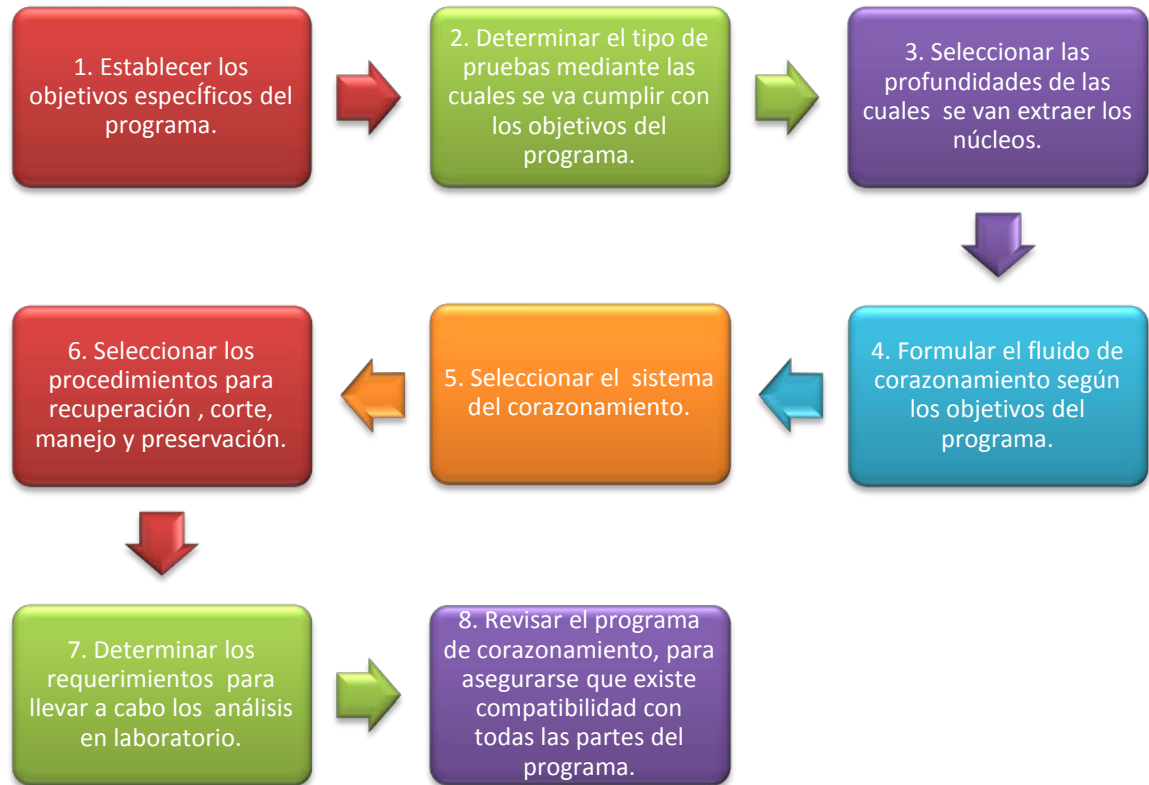 1. Establecer los
objetivos específicos del
programa.
2. Determinar el tipo de
pruebas mediante las
cuales se va cumplir con
los objetivos del
programa.
3. Seleccionar las
profundidades de las
cuales se van extraer los
núcleos.
4. Formular el fluido de
corazonamiento según
los objetivos del
programa.
5. Seleccionar el sistema
del corazonamiento.
6. Seleccionar los
procedimientos para
recuperación , corte,
manejo y preservación.
7. Determinar los
requerimientos para
llevar a cabo los análisis
en laboratorio.
8. Revisar el programa
de corazonamiento, para
asegurarse que existe
compatibilidad con
todas las partes del
programa.